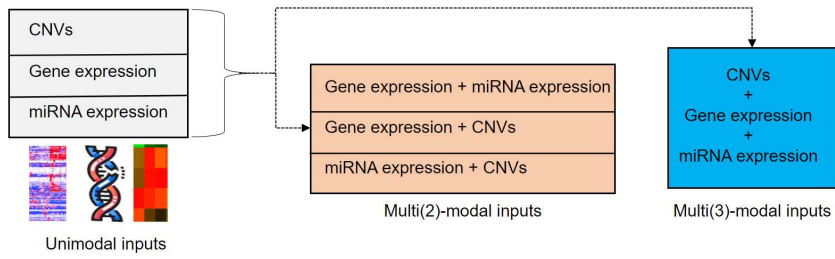 CNVs
Gene expression
miRNA expression
Unimodal inputs
Gene expression + miRNA expression
Gene expression + CNVs
miRNA expression + CNVs
Multi(2)-modal inputs
CNVs
+
Gene expression
+
miRNA expression
Multi(3)-modal inputs